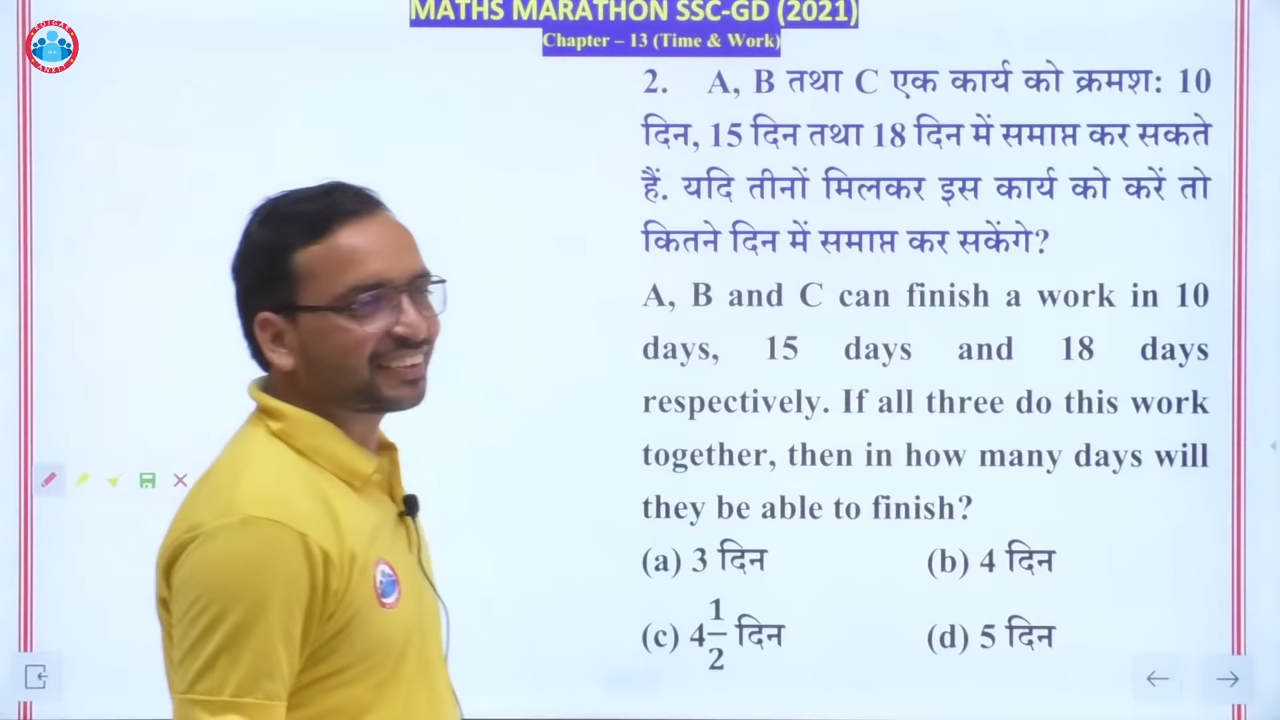 MATHS MARATHON SSC-GD (2021)
Chapter – 13 (Time & Work)
2. A, B तथा C एक कार्य को क्रमश: 10
दिन, 15 दिन तथा 18 दिन में समाप्त कर सकते
हैं. यदि तीनों मिलकर इस कार्य को करें तो
कितने दिन में समाप्त कर सकेंगे?
A, B and C can finish a work in 10
days, 15 days and 18 days
respectively. If all three do this work
together, then in how many days will
they be able to finish?
(a) 3 दिन (b) 4 दिन
(c) 4 1/2 दिन (d) 5 दिन
ROJGAR
ANKIT